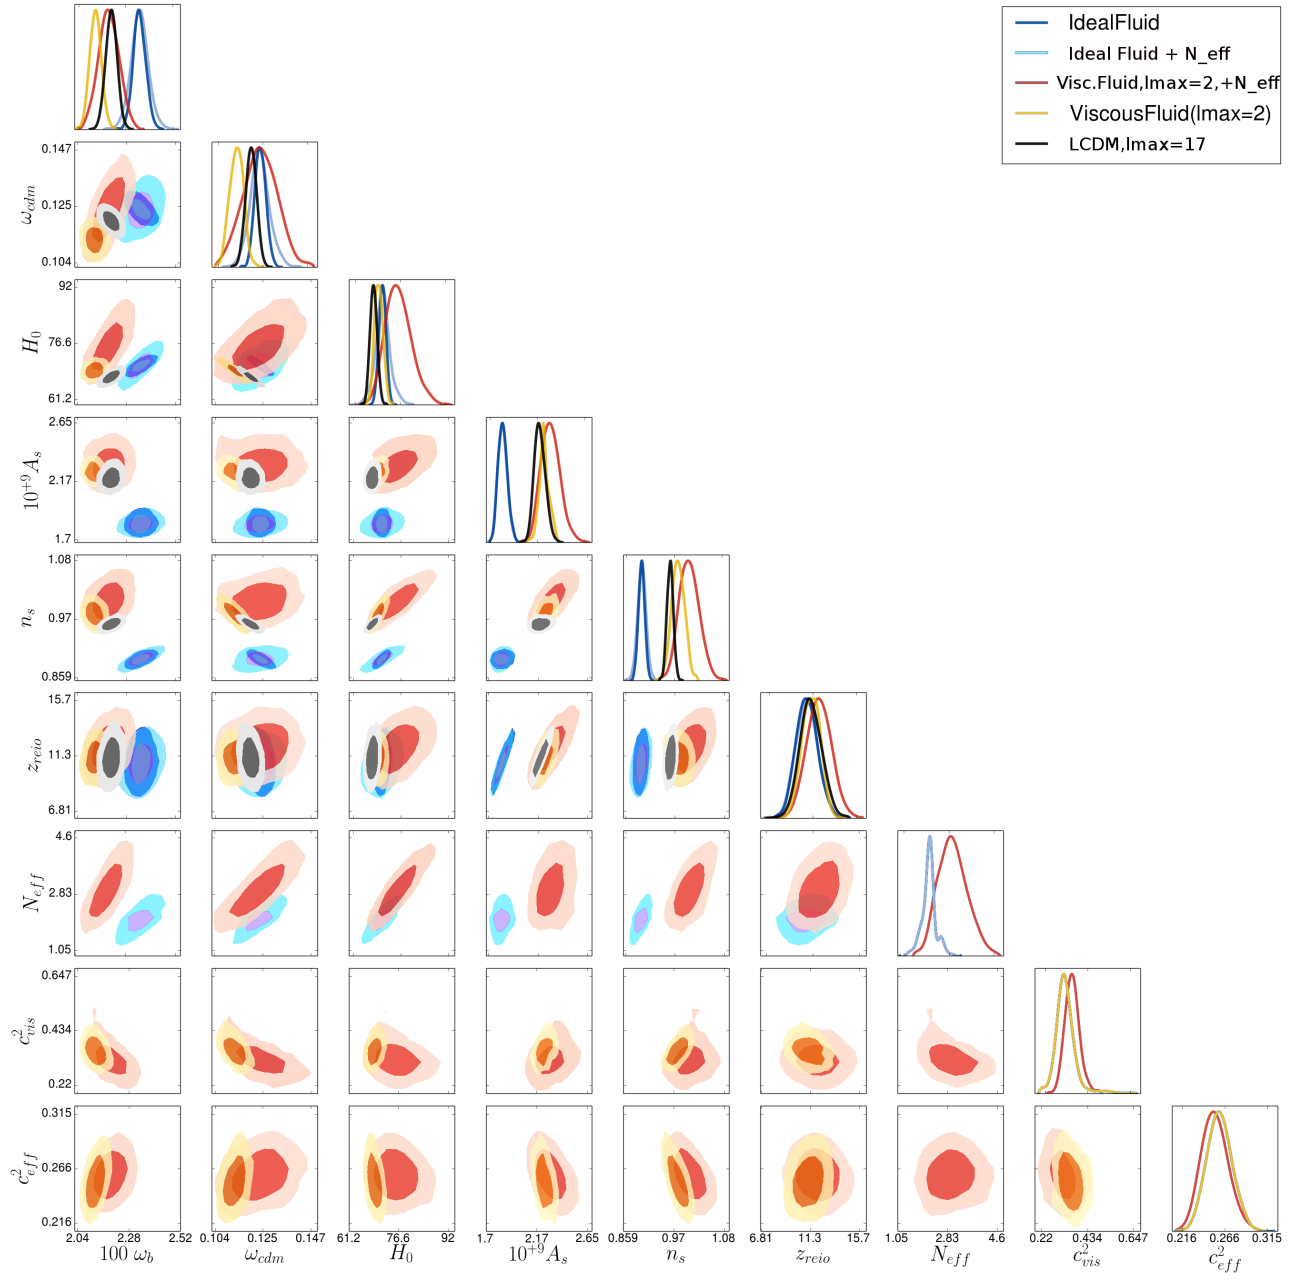 IdealFluid
Ideal Fluid + N_eff
Visc.Fluid,lmax=2,+N_eff
ViscousFluid(lmax=2)
LCDM,lmax=17
0.147
0.125
0.104
ω_cdm
92
76.6
61.2
H_0
2.65
2.17
1.7
10^{+9}A_s
1.08
0.97
0.859
n_s
15.7
11.3
6.81
z_reio
4.6
2.83
1.05
N_eff
0.647
0.434
0.22
c^2_vis
0.315
0.266
0.216
c^2_eff
2.04 2.28 2.52 0.104 0.125 0.147 61.2 76.6 92 1.7 2.17 2.65 0.859 0.97 1.08 6.81 11.3 15.7 1.05 2.83 4.6 0.22 0.434 0.647 0.216 0.266 0.315
100 ω_b ω_cdm H_0 10^{+9}A_s n_s z_reio N_eff c^2_vis c^2_eff